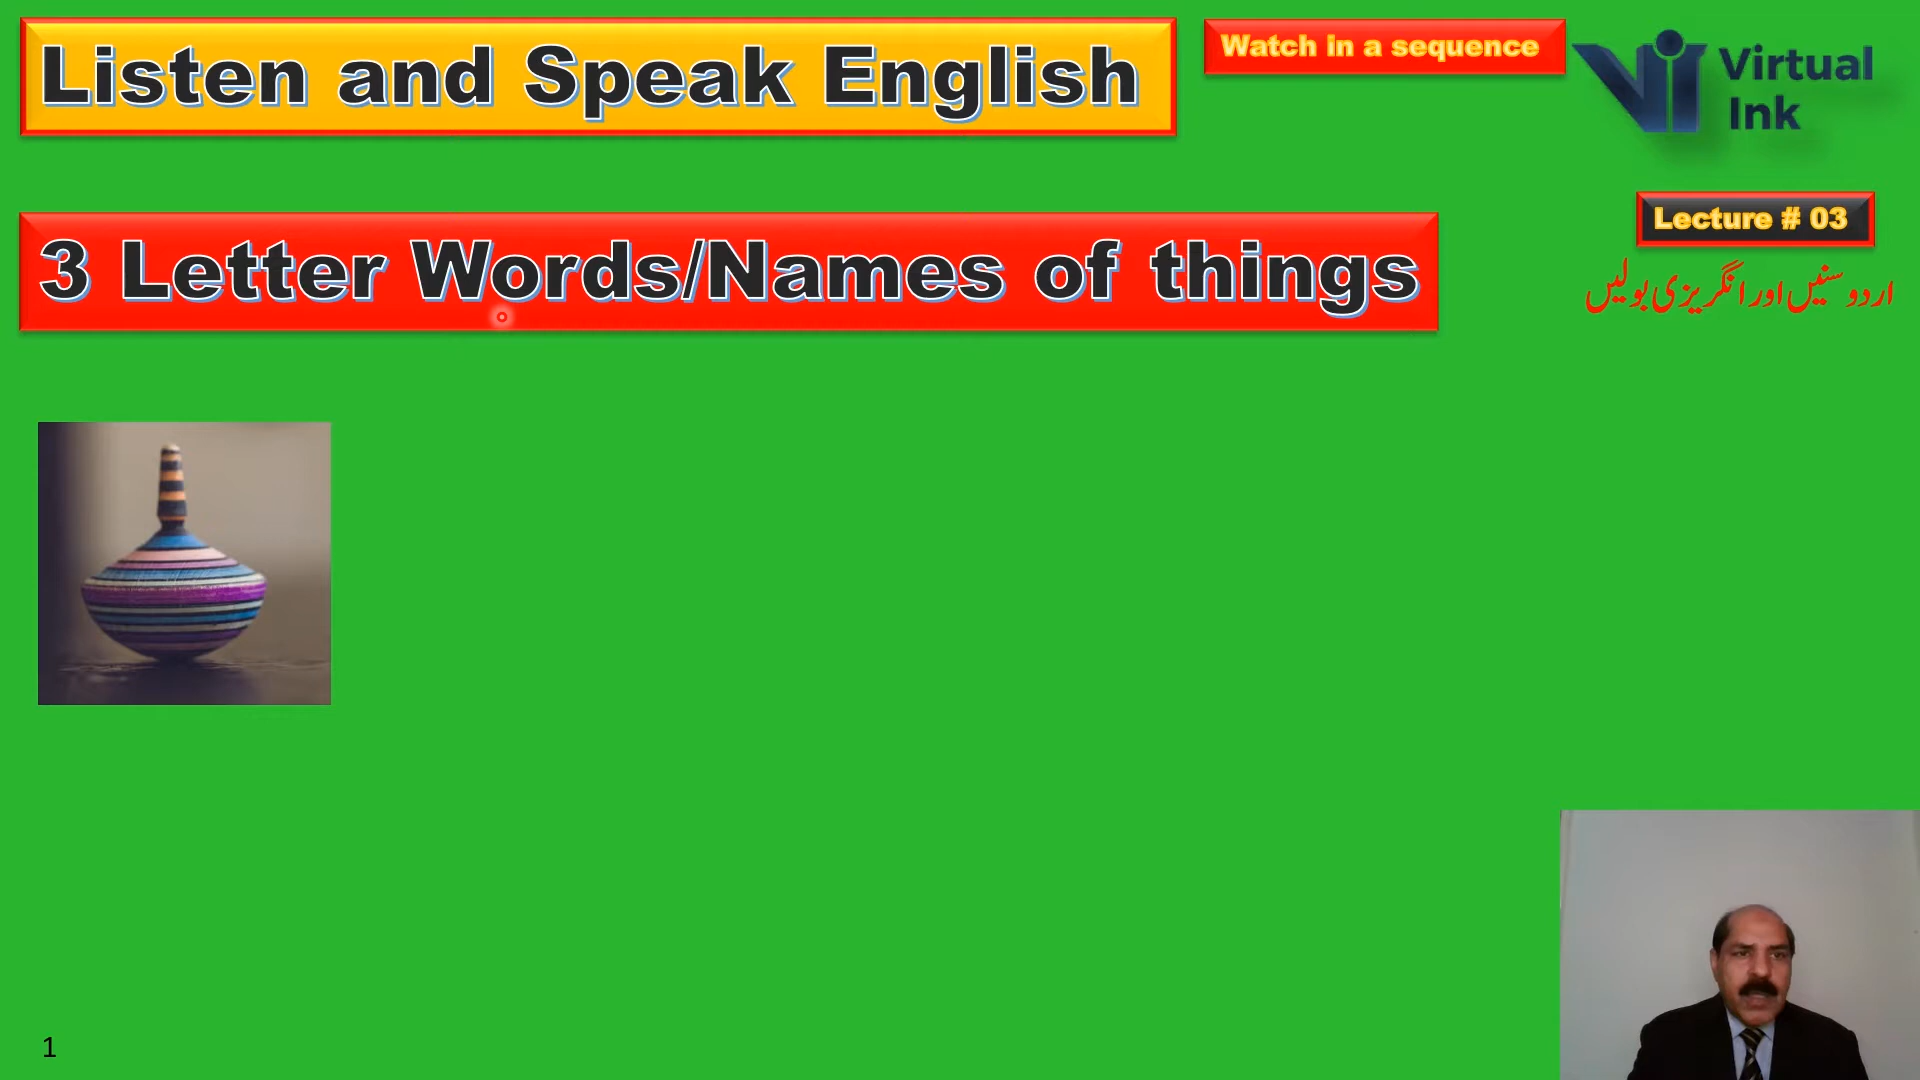 Listen and Speak English
Watch in a sequence
Virtual
Ink
Lecture # 03
3 Letter Words/Names of things
اردو سنیں اور انگریزی بولیں
1